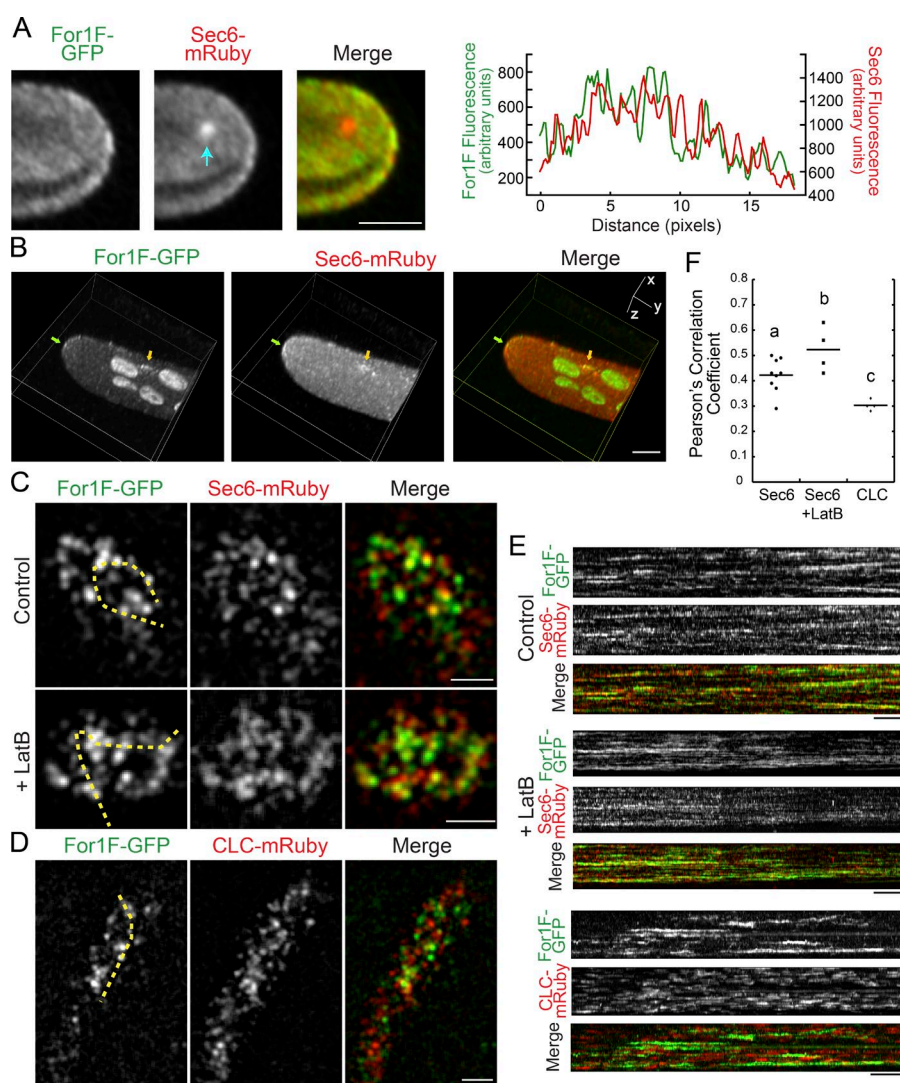 A
For1F-
GFP
Sec6-
mRuby
Merge
For1F Fluorescence
(arbitrary units)
800
600
400
200
1400
1200
1000
800
600
400
Sec6 Fluorescence
(arbitrary units)
0 5 10 15
Distance (pixels)
B
For1F-GFP
Sec6-mRuby
Merge
x
y
z
F
Pearson's Correlation
Coefficient
0.8
0.7
0.6
0.5
0.4
0.3
0.2
0.1
0
a
b
c
Sec6
Sec6
+LatB
CLC
C
For1F-GFP
Sec6-mRuby
Merge
Control
+ LatB
D
For1F-GFP
CLC-mRuby
Merge
E
Control
For1F-
GFP
Sec6-
mRuby
Merge
+ LatB
For1F-
GFP
Sec6-
mRuby
Merge
For1F-
GFP
CLC-
mRuby
Merge